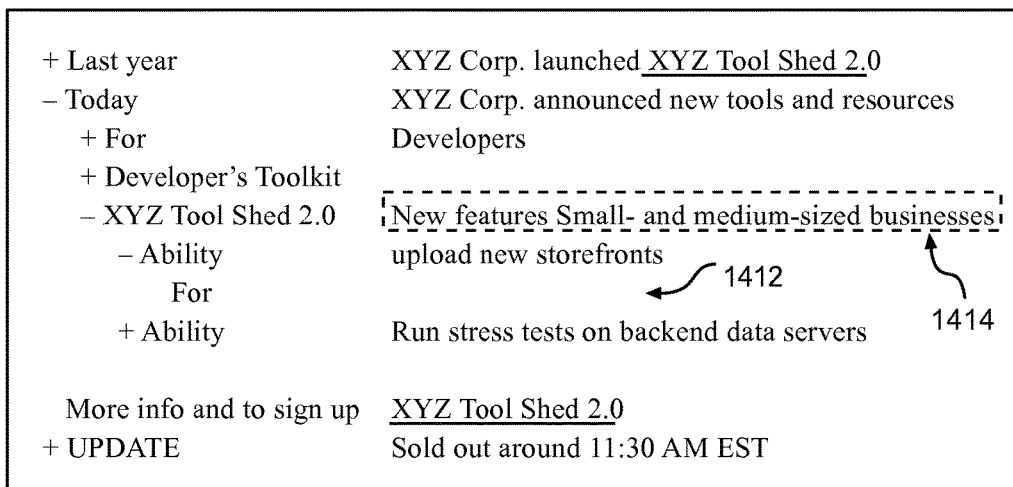 + Last year XYZ Corp. launched XYZ Tool Shed 2.0
– Today XYZ Corp. announced new tools and resources
+ For Developers
+ Developer's Toolkit
– XYZ Tool Shed 2.0 New features Small- and medium-sized businesses
– Ability upload new storefronts
For 1412
+ Ability Run stress tests on backend data servers 1414
More info and to sign up XYZ Tool Shed 2.0
+ UPDATE Sold out around 11:30 AM EST